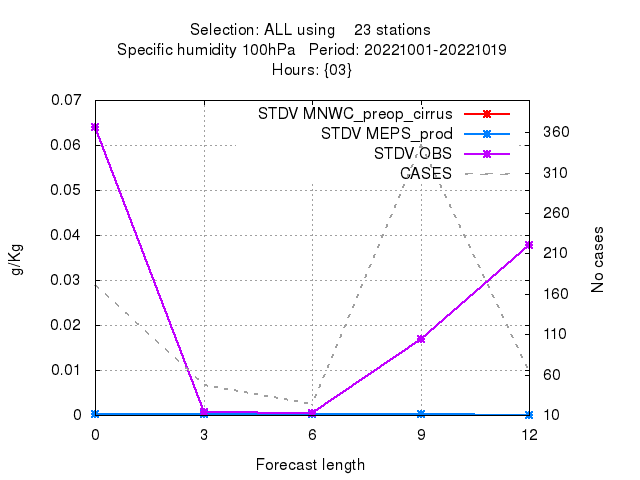 Selection: ALL using    23 stations
Specific humidity 100hPa   Period: 20221001-20221019
Hours: {03}
0.07
0.06
0.05
0.04
0.03
0.02
0.01
0
g/Kg
STDV MNWC_preop_cirrus
STDV MEPS_prod
STDV OBS
CASES
360
310
260
210
160
110
60
10
No cases
0 3 6 9 12
Forecast length